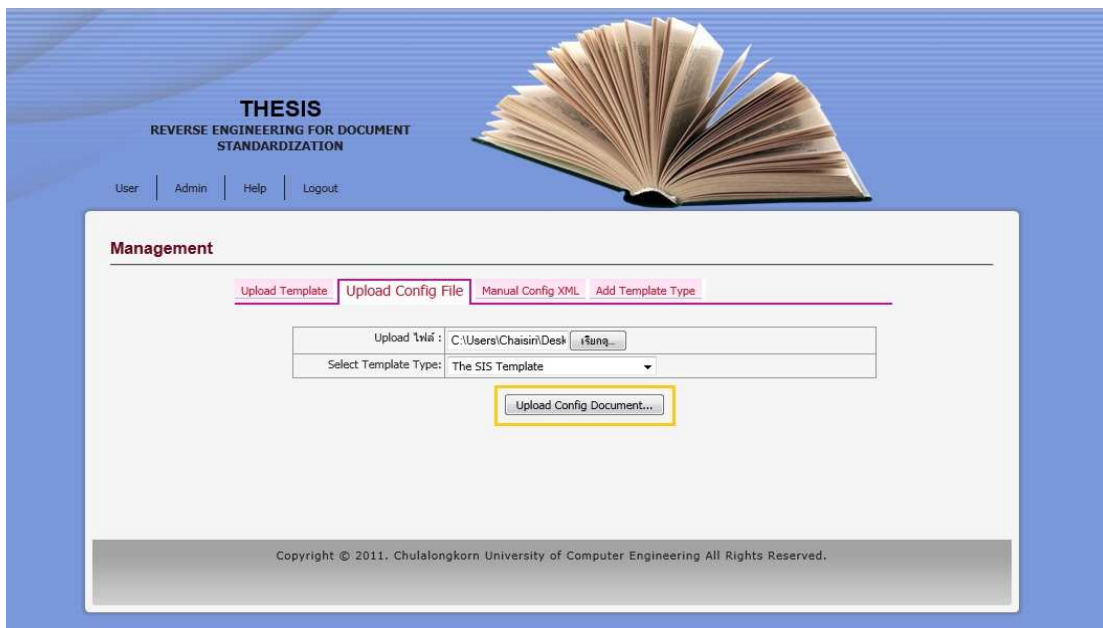 THESIS
REVERSE ENGINEERING FOR DOCUMENT
STANDARDIZATION
User Admin Help Logout
Management
Upload Template Upload Config File Manual Config XML Add Template Type
Upload ไฟล์ : C:\Users\Chaisiri\Desk เรียกดู...
Select Template Type: The SIS Template
Upload Config Document...
Copyright © 2011. Chulalongkorn University of Computer Engineering All Rights Reserved.